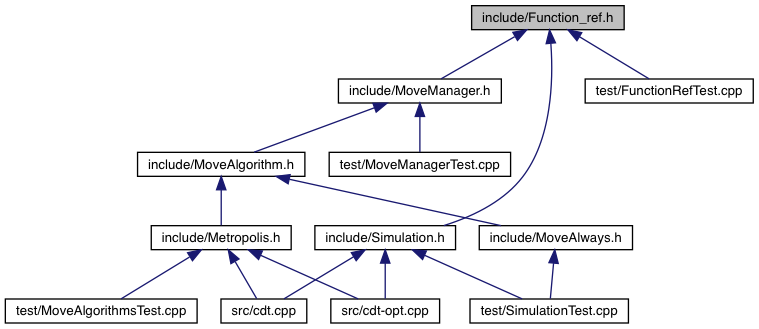 include/Function_ref.h
include/MoveManager.h
test/FunctionRefTest.cpp
include/MoveAlgorithm.h
test/MoveManagerTest.cpp
include/Metropolis.h
include/Simulation.h
include/MoveAlways.h
test/MoveAlgorithmsTest.cpp
src/cdt.cpp
src/cdt-opt.cpp
test/SimulationTest.cpp